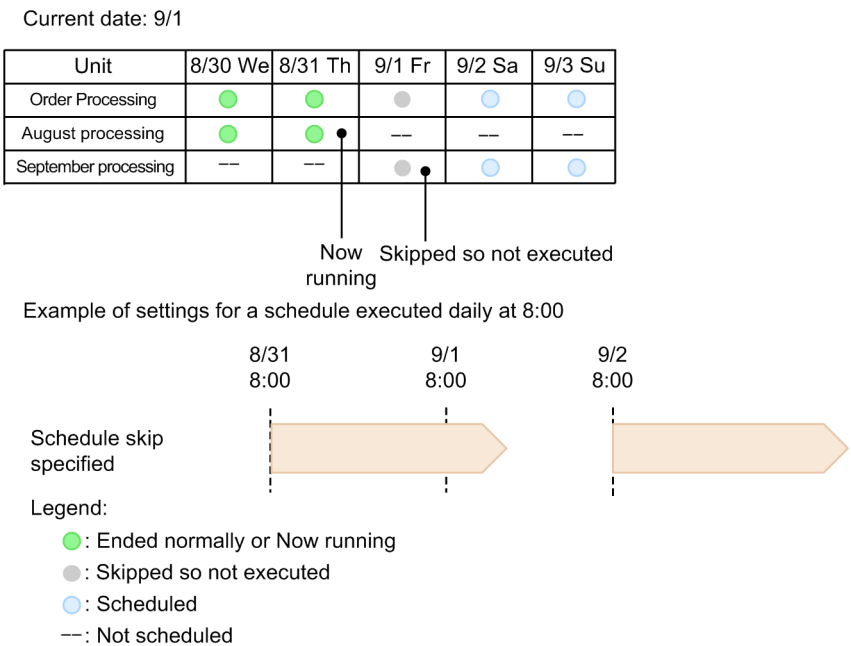 Current date: 9/1
Unit 8/30 We 8/31 Th 9/1 Fr 9/2 Sa 9/3 Su
Order Processing
August processing -- -- --
September processing -- --
Now running
Skipped so not executed
Example of settings for a schedule executed daily at 8:00
8/31 9/1 9/2
8:00 8:00 8:00
Schedule skip
specified
Legend:
: Ended normally or Now running
: Skipped so not executed
: Scheduled
--: Not scheduled